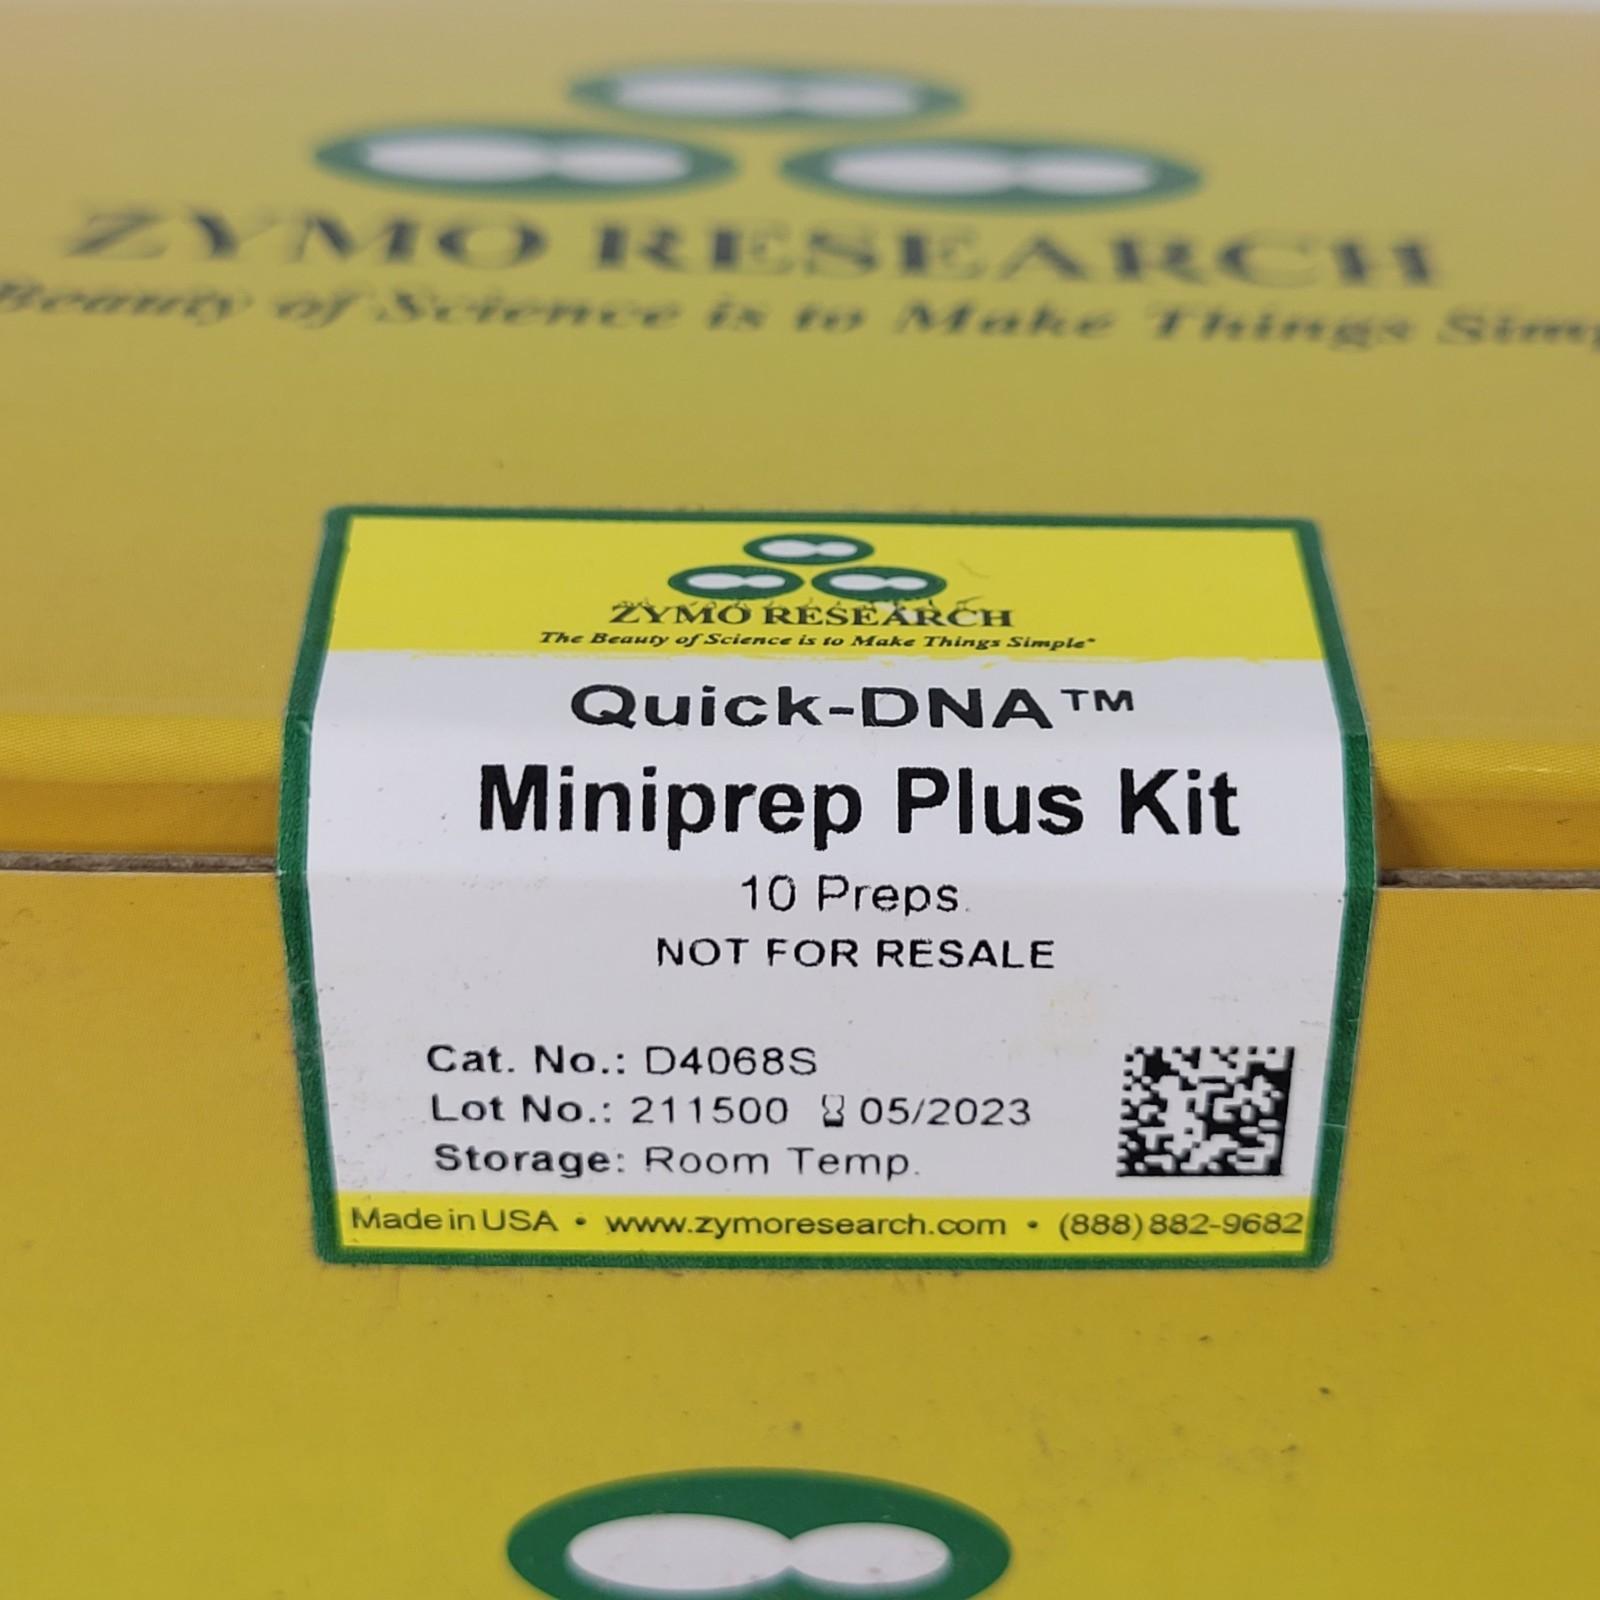 ZYMO RESEARCH
Beauty of Science is to Make Things
ZYMO RESEARCH
The Beauty of Science is to Make Things Simple
Quick-DNA™
Miniprep Plus Kit
10 Preps.
NOT FOR RESALE
Cat. No.: D4068S
Lot No.: 211500 05/2023
Storage: Room Temp.
Made in USA • www.zymoresearch.com • (888) 882-9682